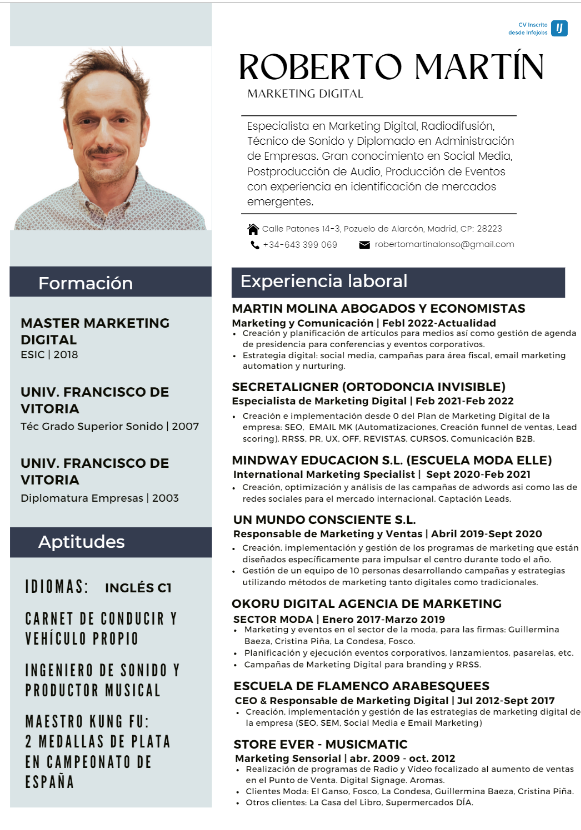 CV Inscrito
desde infojobs
IJ
ROBERTO MARTÍN
MARKETING DIGITAL
Especialista en Marketing Digital, Radiodifusión,
Técnico de Sonido y Diplomado en Administración
de Empresas. Gran conocimiento en Social Media,
Postproducción de Audio, Producción de Eventos
con experiencia en identificación de mercados
emergentes.
Calle Patones 14-3, Pozuelo de Alarcón, Madrid, CP: 28223
+34-643 399 069 robertomartinalonso@gmail.com
Formación
MASTER MARKETING
DIGITAL
ESIC | 2018
UNIV. FRANCISCO DE
VITORIA
Téc Grado Superior Sonido | 2007
UNIV. FRANCISCO DE
VITORIA
Diplomatura Empresas | 2003
Aptitudes
IDIOMAS: INGLÉS C1
CARNET DE CONDUCIR Y
VEHÍCULO PROPIO
INGENIERO DE SONIDO Y
PRODUCTOR MUSICAL
MAESTRO KUNG FU:
2 MEDALLAS DE PLATA
EN CAMPEONATO DE
ESPAÑA
Experiencia laboral
MARTIN MOLINA ABOGADOS Y ECONOMISTAS
Marketing y Comunicación | Febl 2022-Actualidad
• Creación y planificación de artículos para medios así como gestión de agenda
de presidencia para conferencias y eventos corporativos.
• Estrategia digital: social media, campañas para área fiscal, email marketing
automation y nurturing.
SECRETALIGNER (ORTODONCIA INVISIBLE)
Especialista de Marketing Digital | Feb 2021-Feb 2022
• Creación e implementación desde 0 del Plan de Marketing Digital de la
empresa: SEO, EMAIL MK (Automatizaciones, Creación funnel de ventas, Lead
scoring), RRSS, PR, UX, OFF, REVISTAS, CURSOS, Comunicación B2B.
MINDWAY EDUCACION S.L. (ESCUELA MODA ELLE)
International Marketing Specialist | Sept 2020-Feb 2021
• Creación, optimización y análisis de las campañas de adwords asi como las de
redes sociales para el mercado internacional. Captación Leads.
UN MUNDO CONSCIENTE S.L.
Responsable de Marketing y Ventas | Abril 2019-Sept 2020
• Creación, implementación y gestión de los programas de marketing que están
diseñados específicamente para impulsar el centro durante todo el año.
• Gestión de un equipo de 10 personas desarrollando campañas y estrategias
utilizando métodos de marketing tanto digitales como tradicionales.
OKORU DIGITAL AGENCIA DE MARKETING
SECTOR MODA | Enero 2017-Marzo 2019
• Marketing y eventos en el sector de la moda, para las firmas: Guillermina
Baeza, Cristina Piña, La Condesa, Fosco.
• Planificación y ejecución eventos corporativos, lanzamientos, pasarelas, etc.
• Campañas de Marketing Digital para branding y RRSS.
ESCUELA DE FLAMENCO ARABESQUEES
CEO & Responsable de Marketing Digital | Jul 2012-Sept 2017
• Creación, implementación y gestión de las estrategias de marketing digital de
la empresa (SEO, SEM, Social Media e Email Marketing)
STORE EVER - MUSICMATIC
Marketing Sensorial | abr. 2009 - oct. 2012
• Realización de programas de Radio y Vídeo focalizado al aumento de ventas
en el Punto de Venta. Digital Signage. Aromas.
• Clientes Moda: El Ganso, Fosco, La Condesa, Guillermina Baeza, Cristina Piña.
• Otros clientes: La Casa del Libro, Supermercados DÍA.